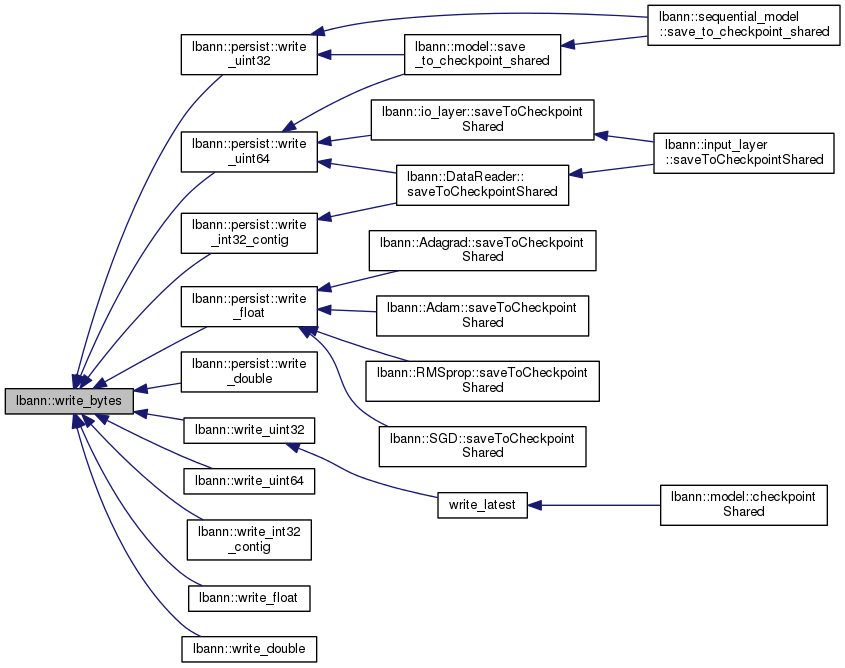 lbann::sequential_model
::save_to_checkpoint_shared
lbann::persist::write
_uint32
lbann::model::save
_to_checkpoint_shared
lbann::io_layer::saveToCheckpoint
Shared
lbann::persist::write
_uint64
lbann::input_layer
::saveToCheckpointShared
lbann::DataReader::
saveToCheckpointShared
lbann::persist::write
_int32_contig
lbann::Adagrad::saveToCheckpoint
Shared
lbann::persist::write
_float
lbann::Adam::saveToCheckpoint
Shared
lbann::persist::write
_double
lbann::RMSprop::saveToCheckpoint
Shared
lbann::write_bytes
lbann::write_uint32
lbann::SGD::saveToCheckpoint
Shared
lbann::write_uint64
write_latest
lbann::model::checkpoint
Shared
lbann::write_int32
_contig
lbann::write_float
lbann::write_double